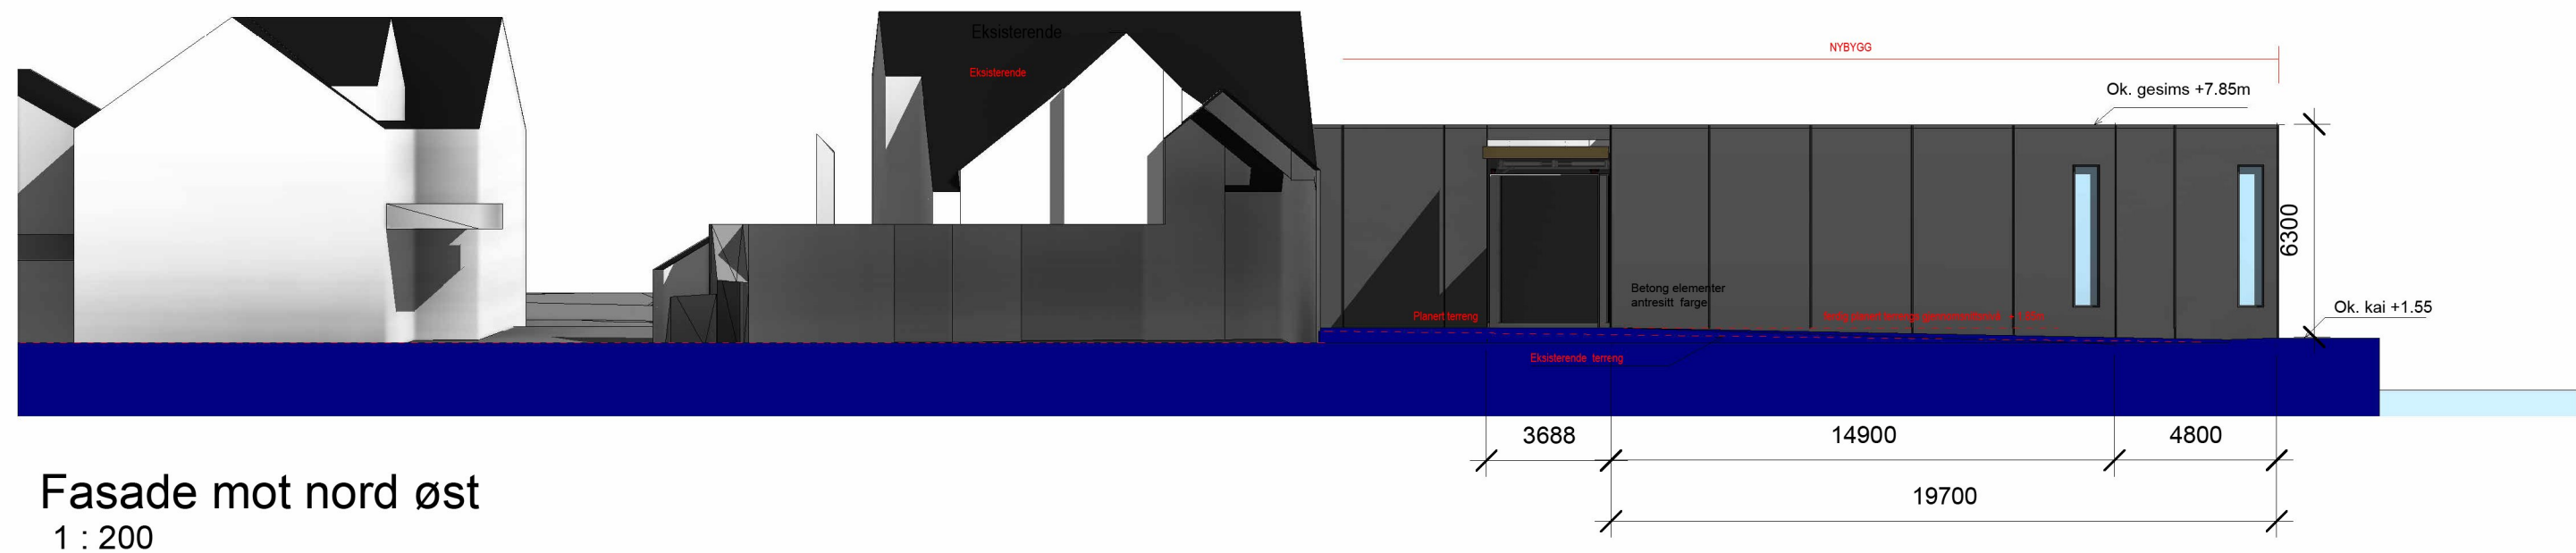 Eksisterende
Eksisterende
NYBYGG
Ok. gesims +7.85m
6300
Betong elementer
antresitt farge
Planert terreng
Ok. kai +1.55
Eksisterende terreng
3688
14900
4800
19700
Fasade mot nord øst
1 : 200